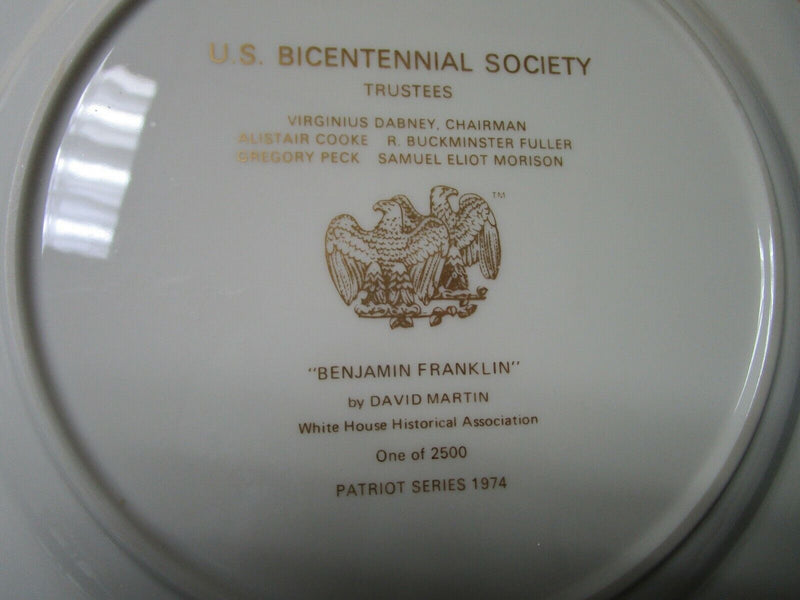 U.S. BICENTENNIAL SOCIETY
TRUSTEES
VIRGINIUS DABNEY, CHAIRMAN
ALISTAIR COOKE R. BUCKMINSTER FULLER
GREGORY PECK SAMUEL ELIOT MORISON
TM
"BENJAMIN FRANKLIN"
by DAVID MARTIN
White House Historical Association
One of 2500
PATRIOT SERIES 1974